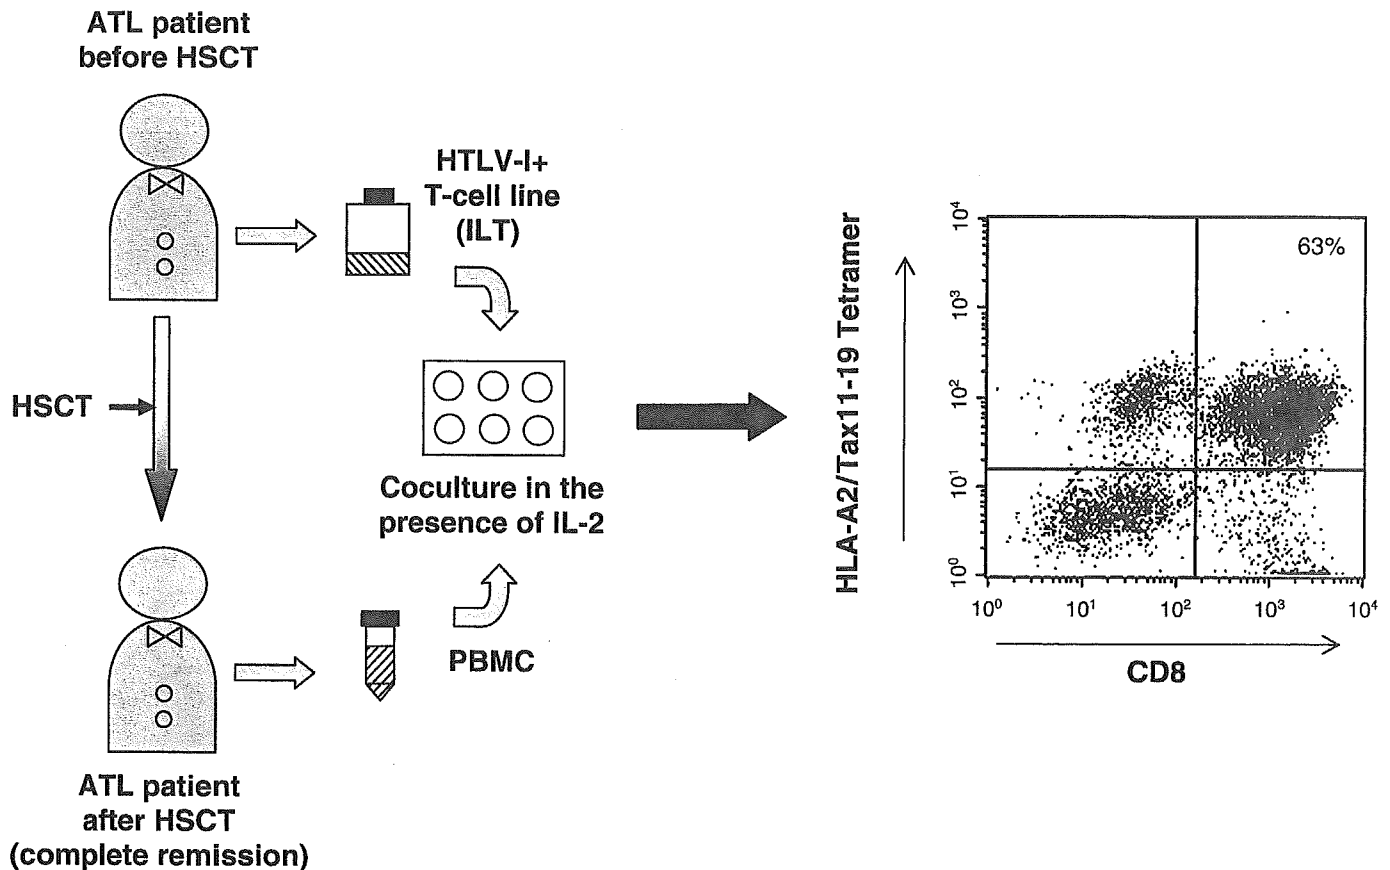 ATL patient
before HSCT
HTLV-I+
T-cell line
(ILT)
HSCT
Coculture in the
presence of IL-2
PBMC
ATL patient
after HSCT
(complete remission)
HLA-A2/Tax11-19 Tetramer
10⁴
10³
10²
10¹
10⁰
63%
10⁰ 10¹ 10² 10³ 10⁴
CD8